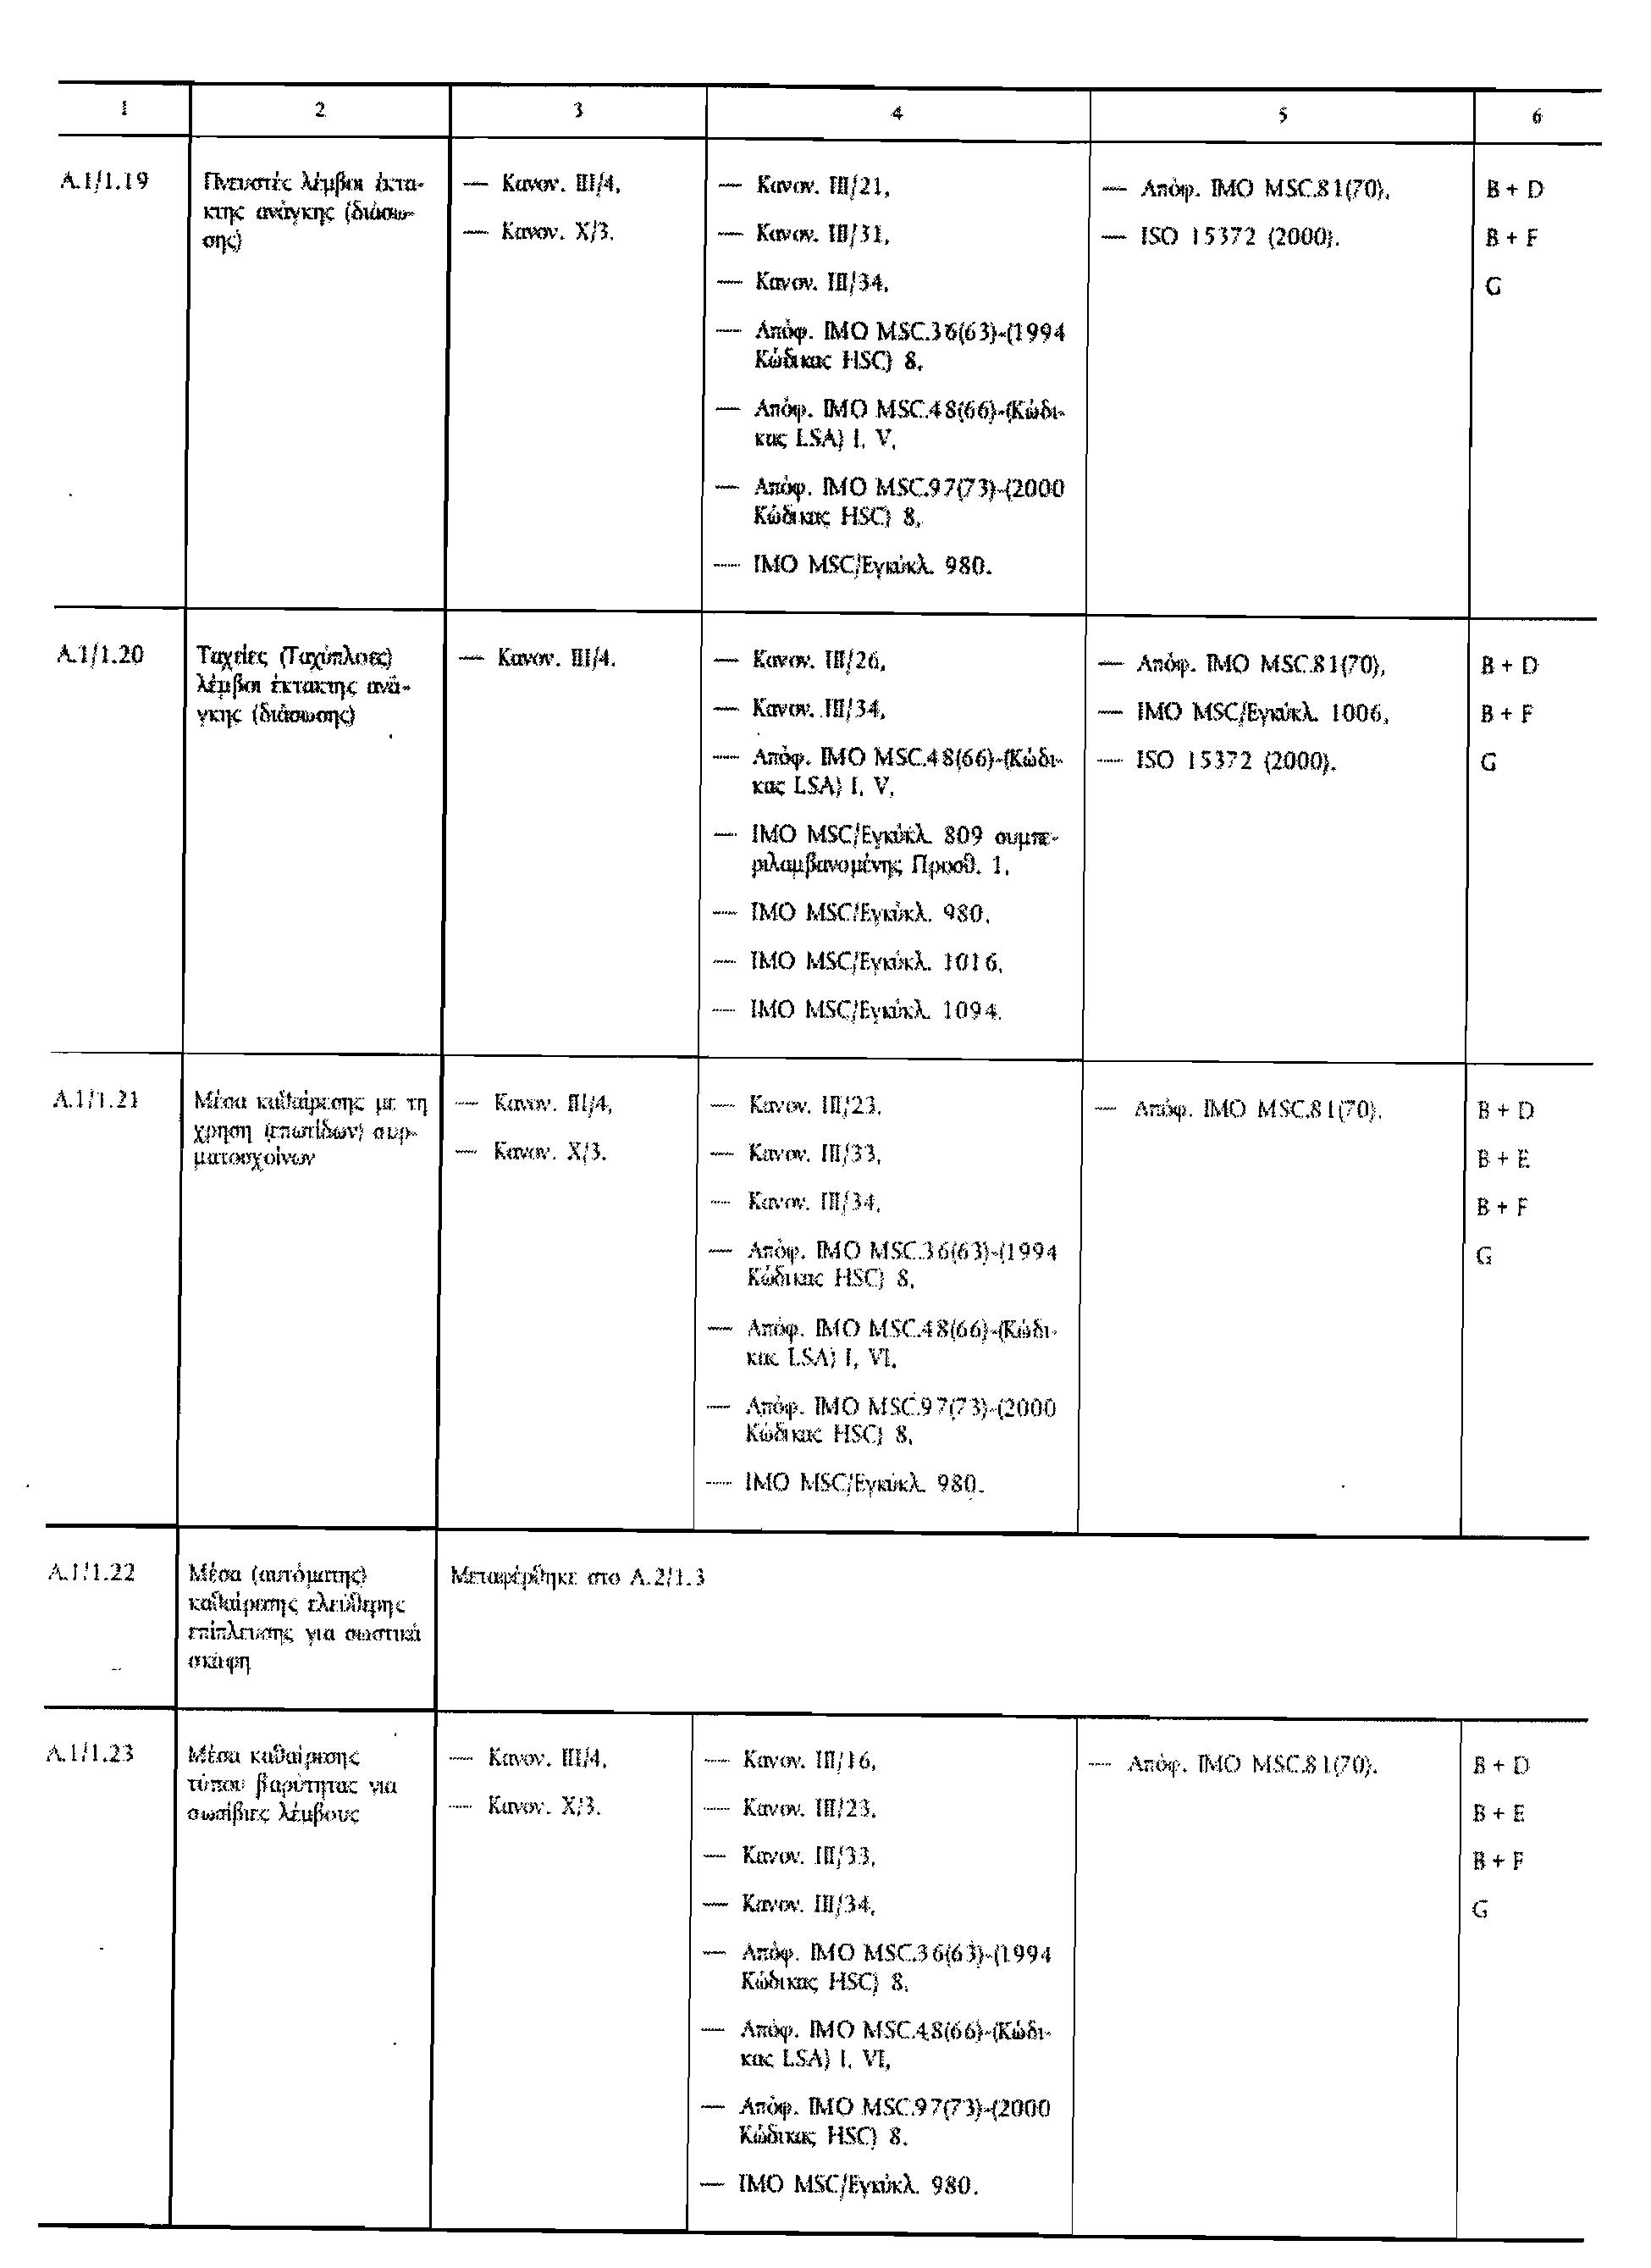 1 2 3 4 5 6
A.1/1.19
Πνευστές λέμβοι έκτα-
κτης ανάγκης (διάσω-
σης)
— Κανον. III/4,
— Κανον. X/3.
— Κανον. III/21,
— Κανον. III/31,
— Κανον. III/34,
— Απόφ. IMO MSC.36(63)-(1994
Κώδικας HSC) 8,
— Απόφ. IMO MSC.48(66)-(Κώδι-
κας LSA) I, V,
— Απόφ. IMO MSC.97(73)-(2000
Κώδικας HSC) 8,
— IMO MSC/Εγκύκλ. 980.
— Απόφ. IMO MSC.81(70),
— ISO 15372 (2000).
B + D
B + F
G
A.1/1.20
Ταχείες (Ταχύπλοες)
λέμβοι έκτακτης ανά-
γκης (διάσωσης)
— Κανον. III/4.
— Κανον. III/26,
— Κανον. III/34,
— Απόφ. IMO MSC.48(66)-(Κώδι-
κας LSA) I, V,
— IMO MSC/Εγκύκλ. 809 συμπε-
ριλαμβανομένης Προσθ. 1,
— IMO MSC/Εγκύκλ. 980,
— IMO MSC/Εγκύκλ. 1016,
— IMO MSC/Εγκύκλ. 1094.
— Απόφ. IMO MSC.81(70),
— IMO MSC/Εγκύκλ. 1006,
— ISO 15372 (2000).
B + D
B + F
G
A.1/1.21
Μέσα καθαίρεσης με τη
χρηση (επωτίδων) συρ-
ματοσχοίνων
— Κανον. III/4,
— Κανον. X/3.
— Κανον. III/23,
— Κανον. III/33,
— Κανον. III/34,
— Απόφ. IMO MSC.36(63)-(1994
Κώδικας HSC) 8,
— Απόφ. IMO MSC.48(66)-(Κώδι-
κας LSA) I, VI,
— Απόφ. IMO MSC.97(73)-(2000
Κώδικας HSC) 8,
— IMO MSC/Εγκύκλ. 980.
— Απόφ. IMO MSC.81(70).
B + D
B + E
B + F
G
A.1/1.22
Μέσα (αυτόματης)
καθαίρεσης ελεύθερης
επίπλευσης για σωστικά
σκάφη
Μεταφέρθηκε στο A.2/1.3
A.1/1.23
Μέσα καθαίρεσης
τύπου βαρύτητας για
σωσίβιες λέμβους
— Κανον. III/4,
— Κανον. X/3.
— Κανον. III/16,
— Κανον. III/23,
— Κανον. III/33,
— Κανον. III/34,
— Απόφ. IMO MSC.36(63)-(1994
Κώδικας HSC) 8,
— Απόφ. IMO MSC.48(66)-(Κώδι-
κας LSA) I, VI,
— Απόφ. IMO MSC.97(73)-(2000
Κώδικας HSC) 8,
— IMO MSC/Εγκύκλ. 980.
— Απόφ. IMO MSC.81(70).
B + D
B + E
B + F
G